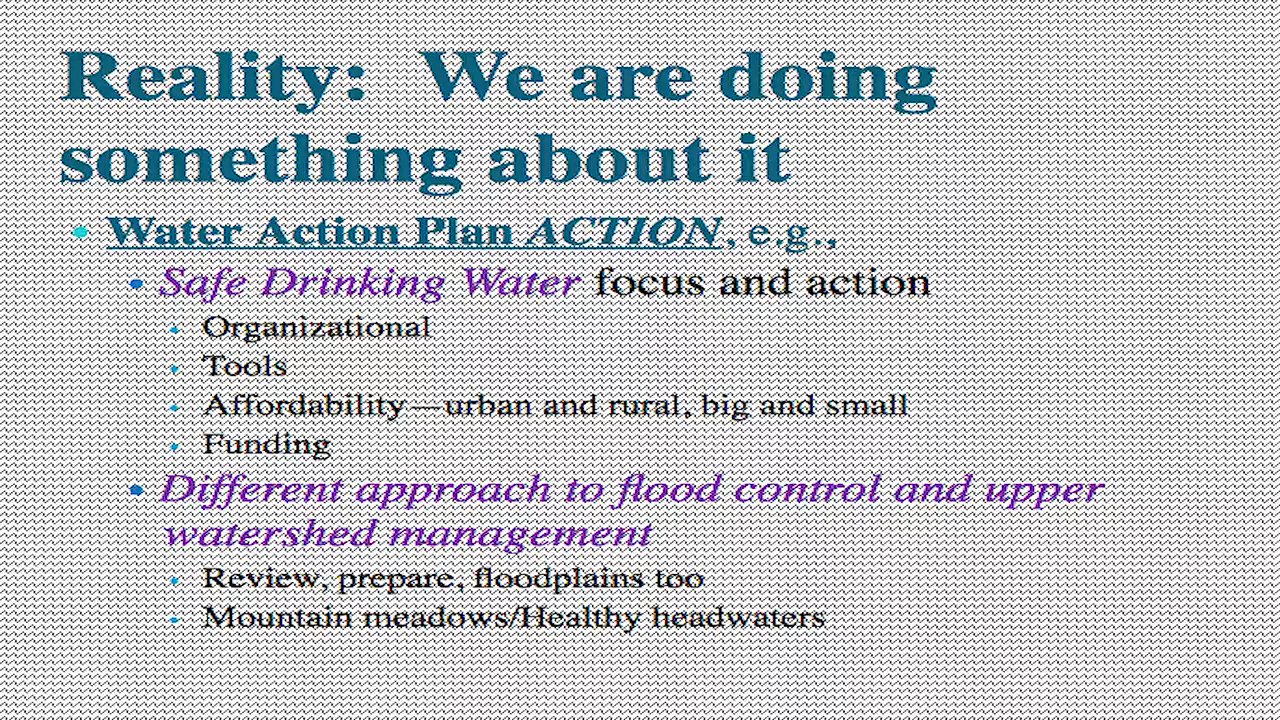 Reality:  We are doing
something about it
Water Action Plan ACTION, e.g.,
Safe Drinking Water focus and action
Organizational
Tools
Affordability—urban and rural, big and small
Funding
Different approach to flood control and upper
watershed management
Review, prepare, floodplains too
Mountain meadows/Healthy headwaters